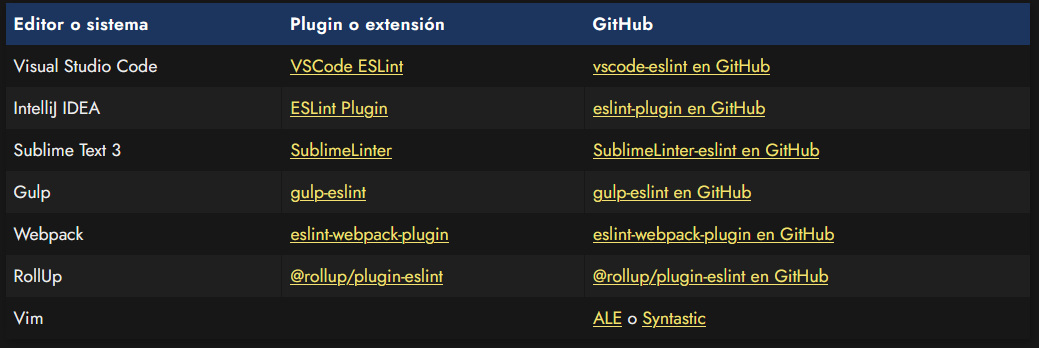 Editor o sistema Plugin o extensión GitHub
Visual Studio Code VSCode ESLint vscode-eslint en GitHub
IntelliJ IDEA ESLint Plugin eslint-plugin en GitHub
Sublime Text 3 SublimeLinter SublimeLinter-eslint en GitHub
Gulp gulp-eslint gulp-eslint en GitHub
Webpack eslint-webpack-plugin eslint-webpack-plugin en GitHub
RollUp @rollup/plugin-eslint @rollup/plugin-eslint en GitHub
Vim ALE o Syntastic